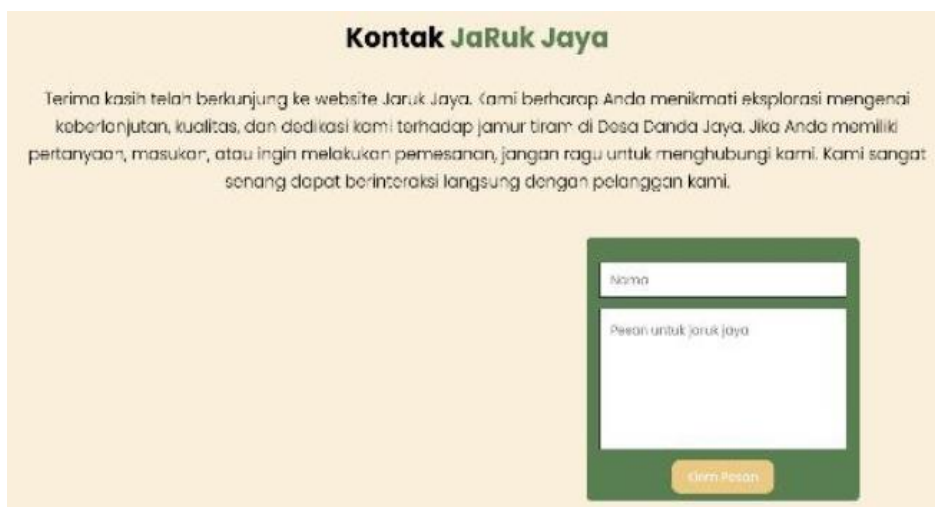 Kontak JaRuk Jaya
Terima kasih telah berkunjung ke website Jaruk Jaya. Kami berharap Anda menikmati eksplorasi mengenai
keberlanjutan, kualitas, dan dedikasi kami terhadap jamur tiram di Desa Danda Jaya. Jika Anda memiliki
pertanyaan, masukan, atau ingin melakukan pemesanan, jangan ragu untuk menghubungi kami. Kami sangat
senang dapat berinteraksi langsung dengan pelanggan kami.
Nama
Pesan untuk jaruk jaya
Kirim Pesan